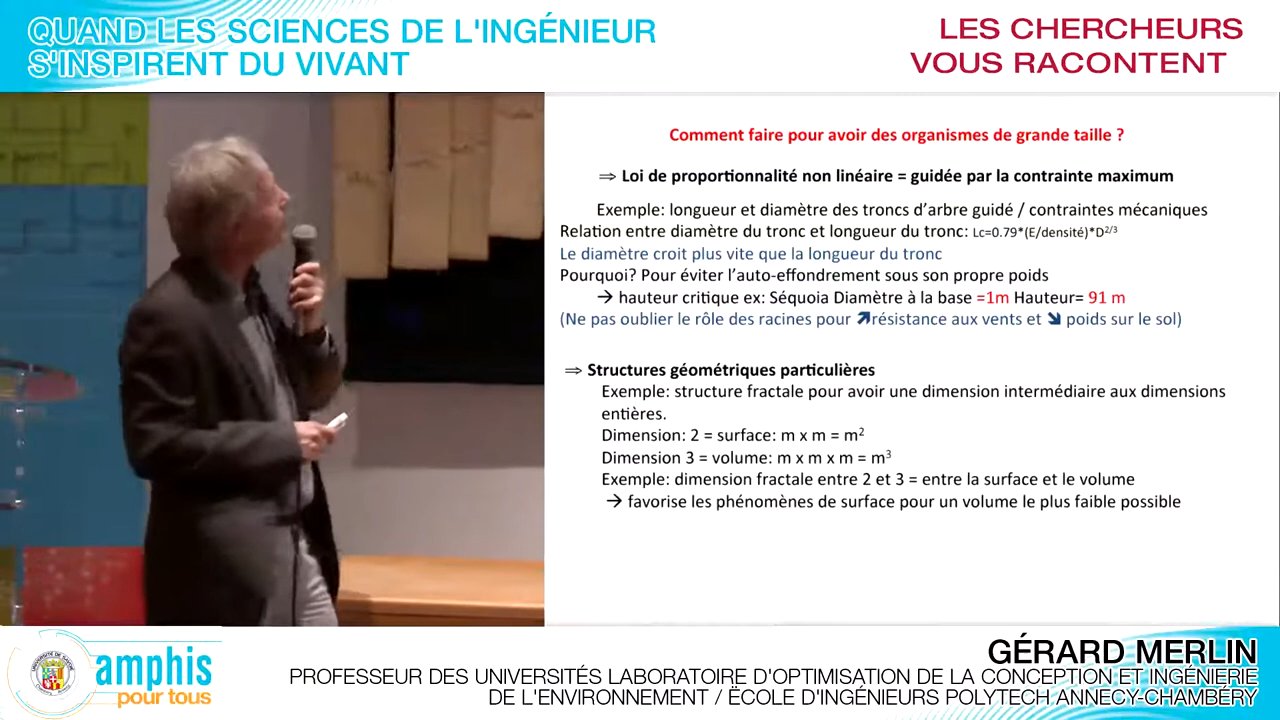 QUAND LES SCIENCES DE L'INGÉNIEUR
S'INSPIRENT DU VIVANT
LES CHERCHEURS
VOUS RACONTENT
Comment faire pour avoir des organismes de grande taille ?
⇒ Loi de proportionnalité non linéaire = guidée par la contrainte maximum
Exemple: longueur et diamètre des troncs d'arbre guidé / contraintes mécaniques
Relation entre diamètre du tronc et longueur du tronc: Lc=0.79*(E/densité)*D^2/3
Le diamètre croit plus vite que la longueur du tronc
Pourquoi? Pour éviter l'auto-effondrement sous son propre poids
→ hauteur critique ex: Séquoia Diamètre à la base =1m Hauteur= 91 m
(Ne pas oublier le rôle des racines pour ↗résistance aux vents et ↘ poids sur le sol)
⇒ Structures géométriques particulières
Exemple: structure fractale pour avoir une dimension intermédiaire aux dimensions
entières.
Dimension: 2 = surface: m x m = m²
Dimension 3 = volume: m x m x m = m³
Exemple: dimension fractale entre 2 et 3 = entre la surface et le volume
→ favorise les phénomènes de surface pour un volume le plus faible possible
amphis
pour tous
GÉRARD MERLIN
PROFESSEUR DES UNIVERSITÉS LABORATOIRE D'OPTIMISATION DE LA CONCEPTION ET INGÉNIERIE
DE L'ENVIRONNEMENT / ÉCOLE D'INGÉNIEURS POLYTECH ANNECY-CHAMBÉRY